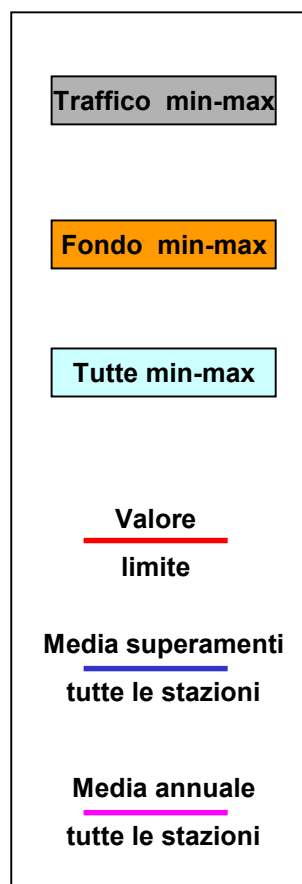 Traffico  min-max
Fondo  min-max
Tutte min-max
Valore
limite
Media superamenti
tutte le stazioni
Media annuale
tutte le stazioni